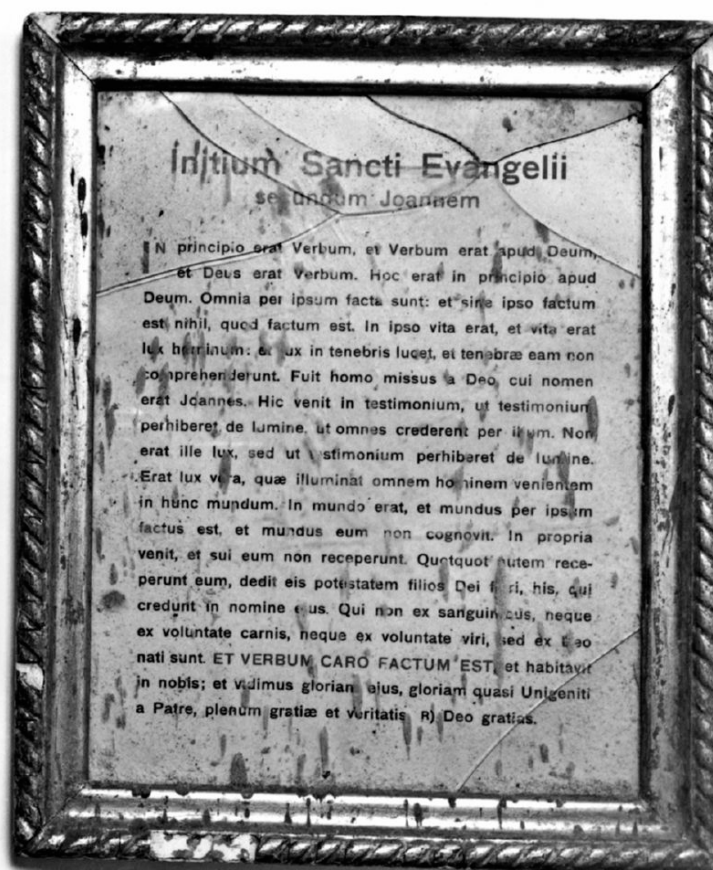 Initium Sancti Evangelii
secundum Joannem
IN principio erat Verbum, et Verbum erat apud Deum,
et Deus erat Verbum. Hoc erat in principio apud
Deum. Omnia per ipsum facta sunt: et sine ipso factum
est nihil, quod factum est. In ipso vita erat, et vita erat
lux hominum: et lux in tenebris lucet, et tenebræ eam non
comprehenderunt. Fuit homo missus a Deo, cui nomen
erat Joannes. Hic venit in testimonium, ut testimonium
perhiberet de lumine, ut omnes crederent per illum. Non
erat ille lux, sed ut testimonium perhiberet de lumine.
Erat lux vera, quæ illuminat omnem hominem venientem
in hunc mundum. In mundo erat, et mundus per ipsum
factus est, et mundus eum non cognovit. In propria
venit, et sui eum non receperunt. Quotquot autem rece-
perunt eum, dedit eis potestatem filios Dei fieri, his, qui
credunt in nomine ejus. Qui non ex sanguinibus, neque
ex voluntate carnis, neque ex voluntate viri, sed ex Deo
nati sunt. ET VERBUM CARO FACTUM EST, et habitavit
in nobis; et vidimus gloriam ejus, gloriam quasi Unigeniti
a Patre, plenum gratiæ et veritatis. R) Deo gratias.